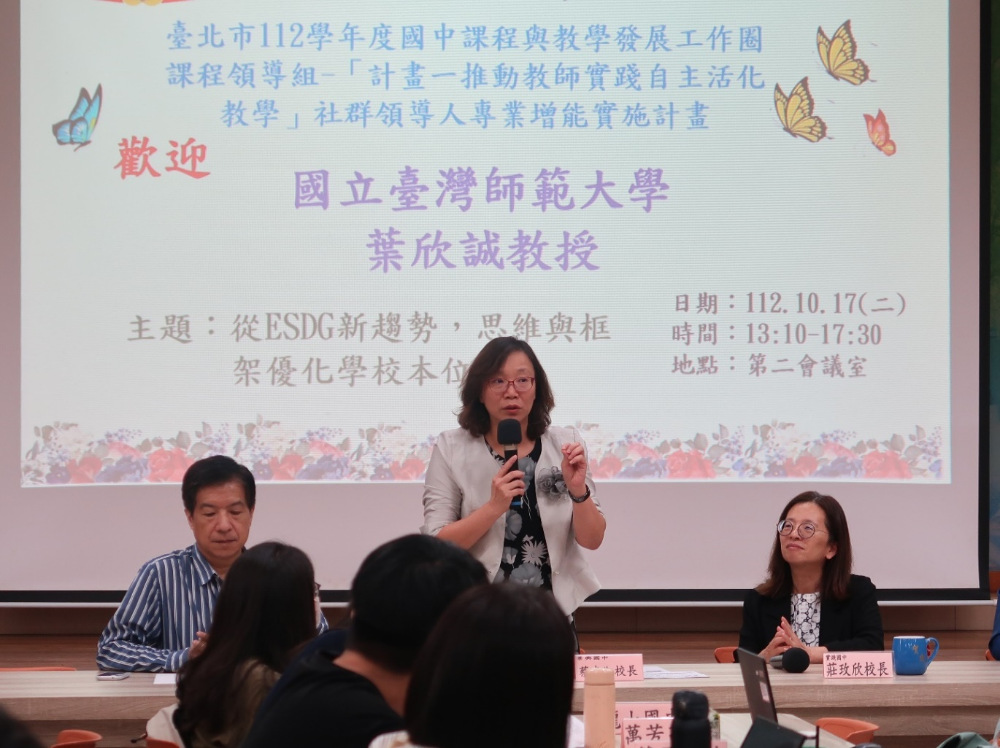 臺北市112學年度國中課程與教學發展工作圈
課程領導組-「計畫一推動教師實踐自主活化
教學」社群領導人專業增能實施計畫
歡迎
國立臺灣師範大學
葉欣誠教授
主題：從ESDG新趨勢，思維與框
架優化學校本位
日期：112.10.17(二)
時間：13:10-17:30
地點：第二會議室
國中
蔡 校長
實踐國中
莊玫欣校長
龍山國
萬芳